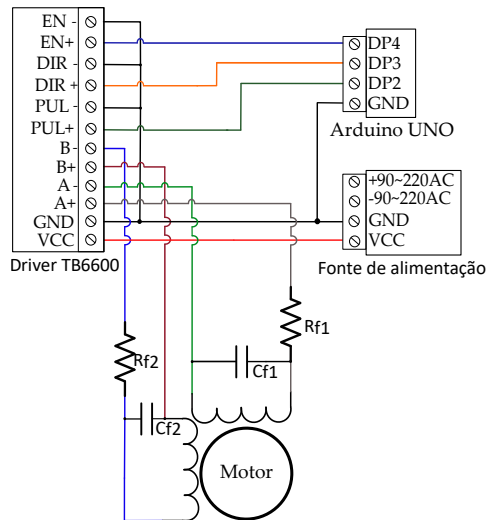 EN -
EN+
DIR -
DIR +
PUL -
PUL+
B-
B+
A-
A+
GND
VCC
Driver TB6600
DP4
DP3
DP2
GND
Arduino UNO
+90~220AC
-90~220AC
GND
VCC
Fonte de alimentação
Rf1
Rf2
Cf1
Cf2
Motor